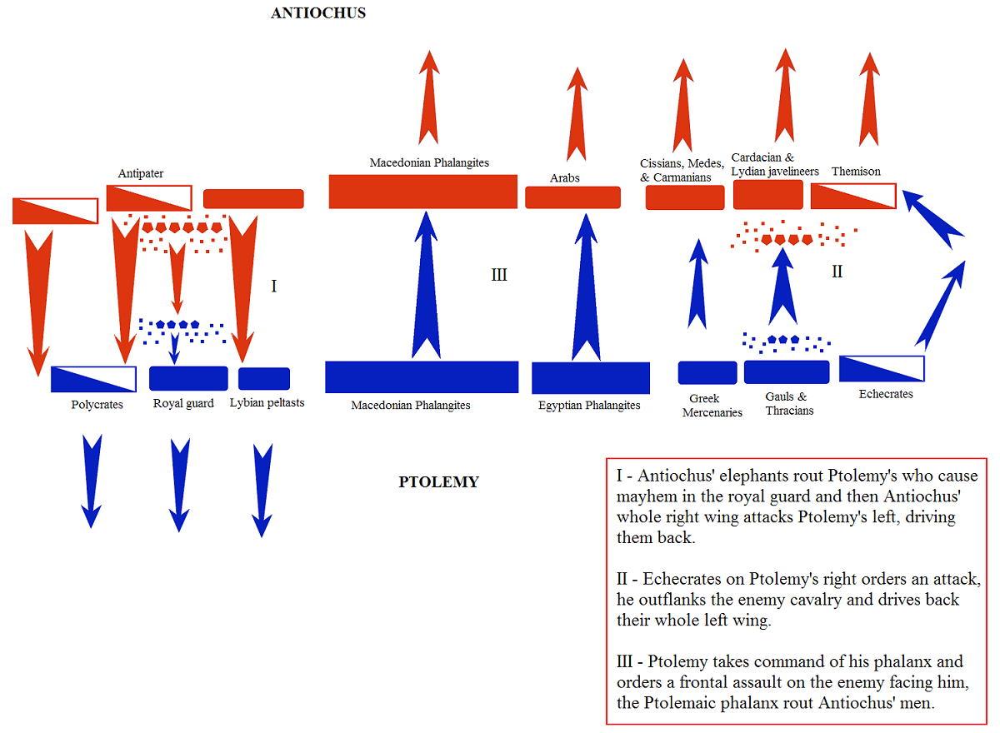 ANTIOCHUS
Macedonian Phalangites
Antipater
Arabs
Cissians, Medes,
& Carmanians
Cardacian &
Lydian javelineers
Themison
I
III
II
Polycrates
Royal guard
Lybian peltasts
Macedonian Phalangites
Egyptian Phalangites
Greek
Mercenaries
Gauls &
Thracians
Echecrates
PTOLEMY
I - Antiochus' elephants rout Ptolemy's who cause
mayhem in the royal guard and then Antiochus'
whole right wing attacks Ptolemy's left, driving
them back.
II - Echecrates on Ptolemy's right orders an attack,
he outflanks the enemy cavalry and drives back
their whole left wing.
III - Ptolemy takes command of his phalanx and
orders a frontal assault on the enemy facing him,
the Ptolemaic phalanx rout Antiochus' men.